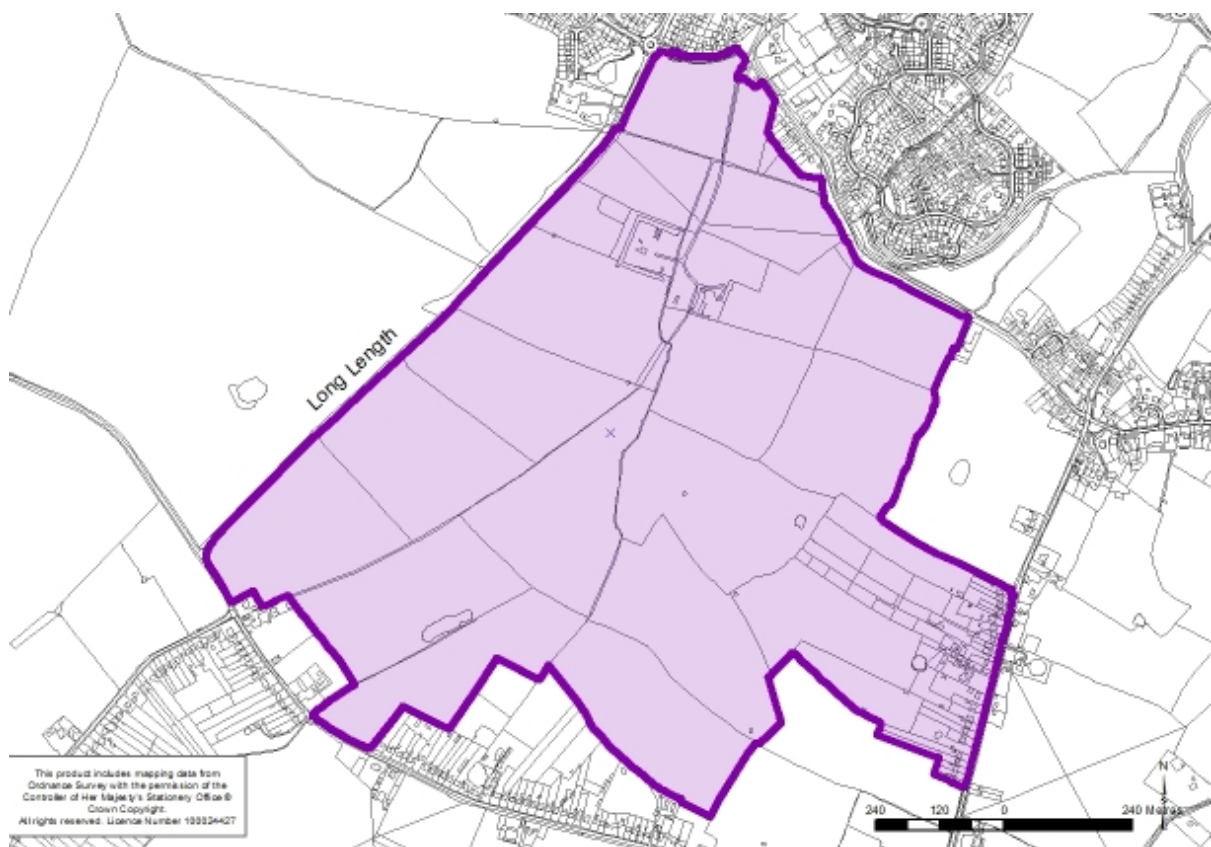 Long Length
This product includes mapping data from
Ordnance Survey with the permission of the
Controller of Her Majesty's Stationery Office ©
Crown Copyright.
All rights reserved. Licence Number 100024427
N
240 120 0 240 Metres